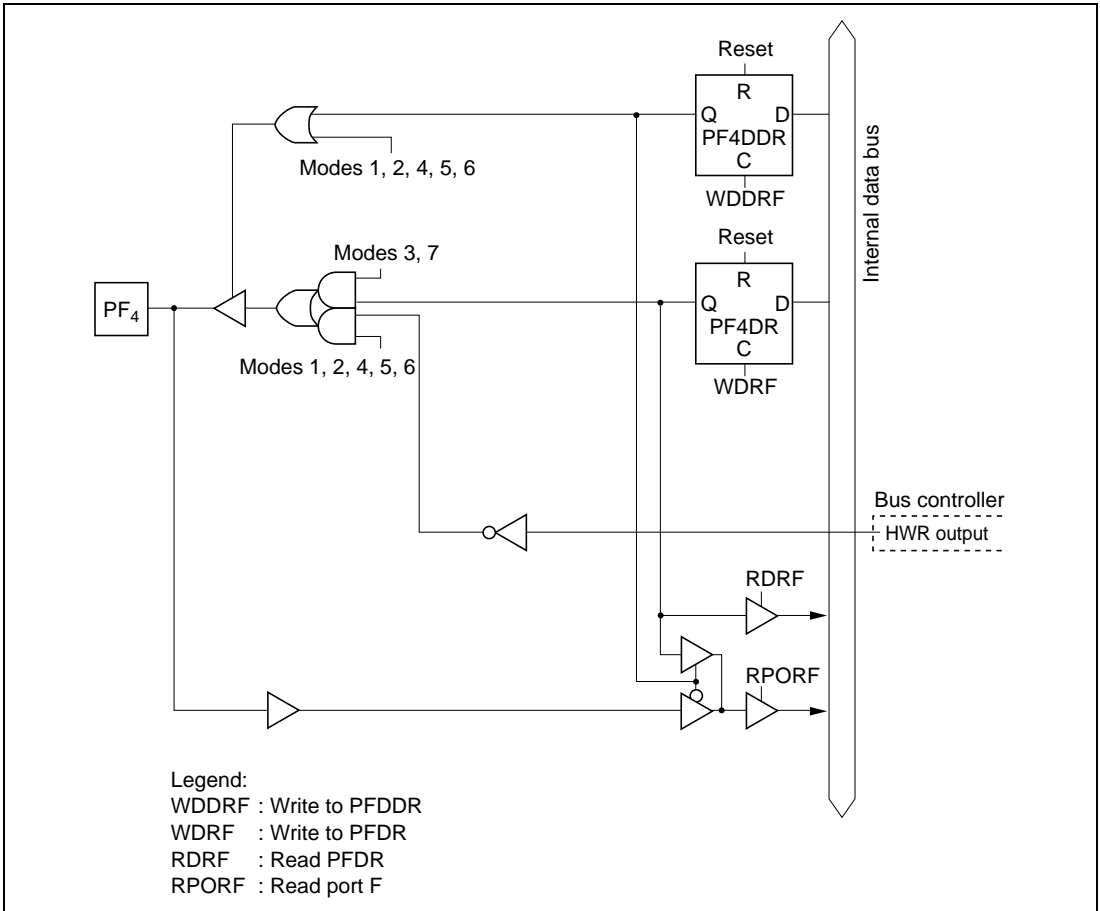 Reset
R
Q D
PF4DDR
C
WDDRF
Modes 1, 2, 4, 5, 6
Internal data bus
Reset
R
Q D
PF4DR
C
WDRF
Modes 3, 7
PF4
Modes 1, 2, 4, 5, 6
Bus controller
HWR output
RDRF
RPORF
Legend:
WDDRF : Write to PFDDR
WDRF : Write to PFDR
RDRF : Read PFDR
RPORF : Read port F